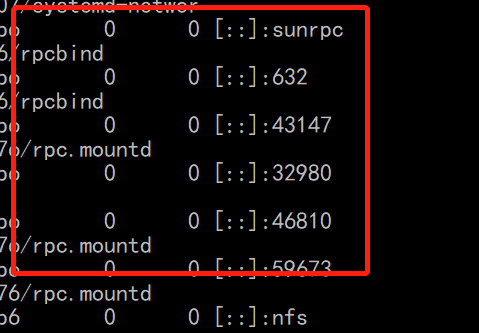 07/systemd-networ
p6 0 0 [::]:sunrpc
6/rpcbind
p6 0 0 [::]:632
6/rpcbind
p6 0 0 [::]:43147
76/rpc.mountd
p6 0 0 [::]:32980
p6 0 0 [::]:46810
76/rpc.mountd
p6 0 0 [::]:59673
76/rpc.mountd
p6 0 0 [::]:nfs